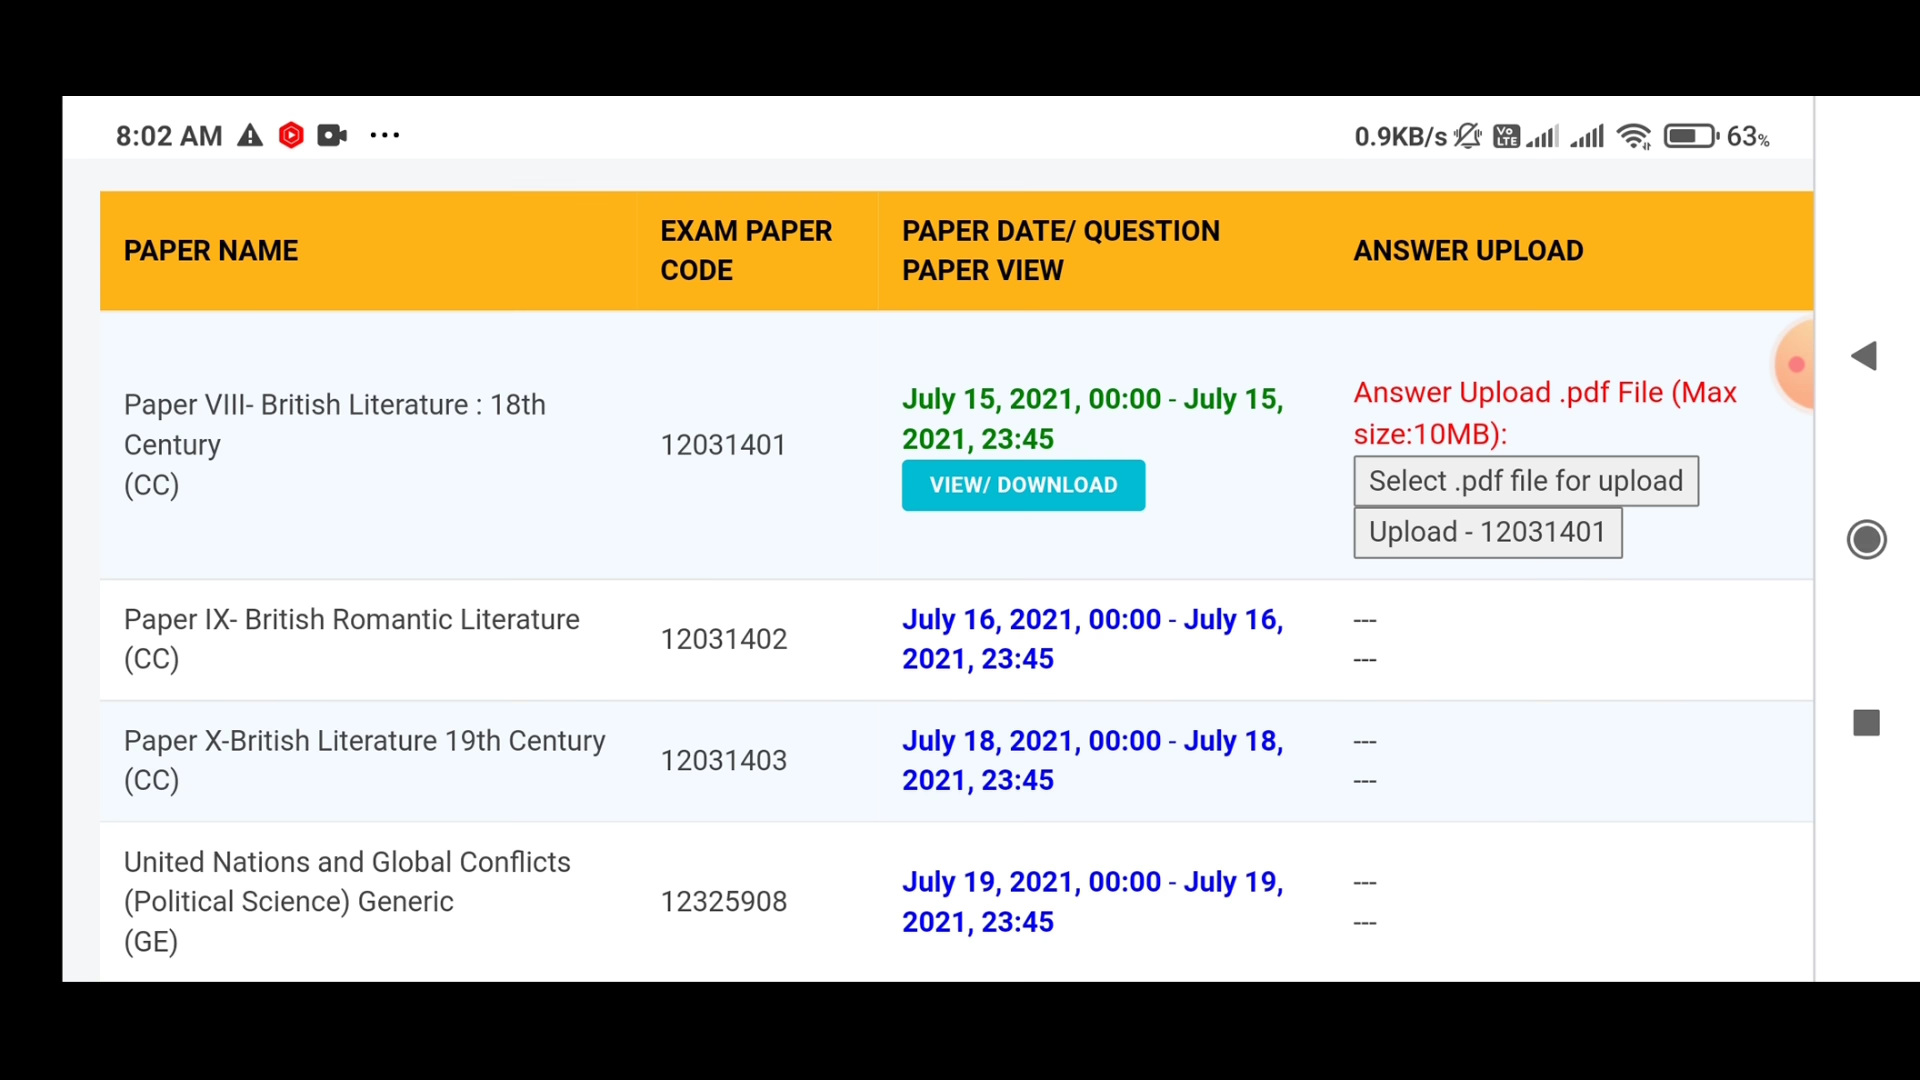 8:02 AM ...
0.9KB/s Vo LTE 63%
PAPER NAME
EXAM PAPER
CODE
PAPER DATE/ QUESTION
PAPER VIEW
ANSWER UPLOAD
Paper VIII- British Literature : 18th
Century
(CC)
12031401
July 15, 2021, 00:00 - July 15,
2021, 23:45
VIEW/ DOWNLOAD
Answer Upload .pdf File (Max
size:10MB):
Select .pdf file for upload
Upload - 12031401
Paper IX- British Romantic Literature
(CC)
12031402
July 16, 2021, 00:00 - July 16,
2021, 23:45
---
---
Paper X-British Literature 19th Century
(CC)
12031403
July 18, 2021, 00:00 - July 18,
2021, 23:45
---
---
United Nations and Global Conflicts
(Political Science) Generic
(GE)
12325908
July 19, 2021, 00:00 - July 19,
2021, 23:45
---
---